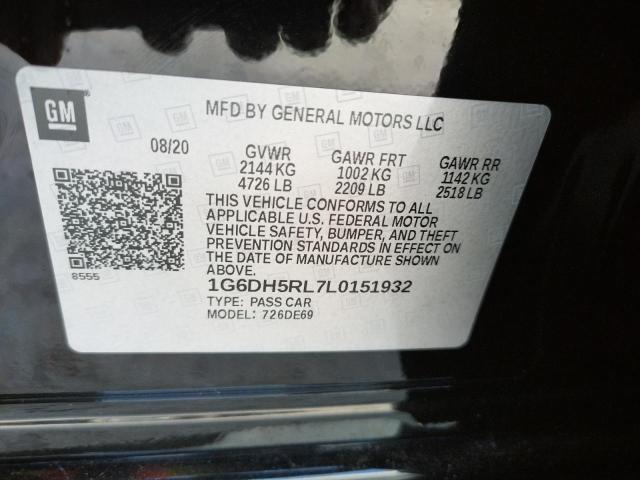 GM
MFD BY GENERAL MOTORS LLC
08/20 GVWR GAWR FRT GAWR RR
2144 KG 1002 KG 1142 KG
4726 LB 2209 LB 2518 LB
THIS VEHICLE CONFORMS TO ALL
APPLICABLE U.S. FEDERAL MOTOR
VEHICLE SAFETY, BUMPER, AND THEFT
PREVENTION STANDARDS IN EFFECT ON
THE DATE OF MANUFACTURE SHOWN
ABOVE.
8555
1G6DH5RL7L0151932
TYPE: PASS CAR
MODEL: 726DE69